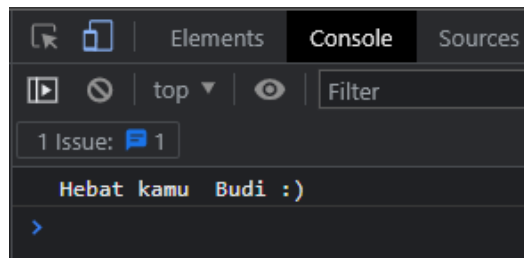 Elements Console Sources
top ▼ Filter
1 Issue: 1
Hebat kamu  Budi :)
>